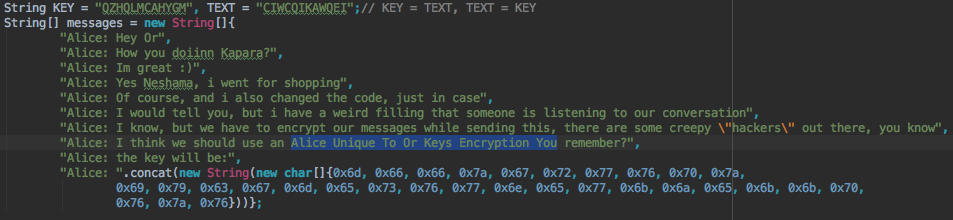 String KEY = "QZHQLMCAHYGM", TEXT = "CIWCQIKAWQEI";// KEY = TEXT, TEXT = KEY
String[] messages = new String[]{
"Alice: Hey Or",
"Alice: How you doiinn Kapara?",
"Alice: Im great :)",
"Alice: Yes Neshama, i went for shopping",
"Alice: Of course, and i also changed the code, just in case",
"Alice: I would tell you, but i have a weird filling that someone is listening to our conversation",
"Alice: I know, but we have to encrypt our messages while sending this, there are some creepy \"hackers\" out there, you know",
"Alice: I think we should use an Alice Unique To Or Keys Encryption You remember?",
"Alice: the key will be:",
"Alice: ".concat(new String(new char[]{0x6d, 0x66, 0x66, 0x7a, 0x67, 0x72, 0x77, 0x76, 0x70, 0x7a,
0x69, 0x79, 0x63, 0x67, 0x6d, 0x65, 0x73, 0x76, 0x77, 0x6e, 0x65, 0x77, 0x6b, 0x6a, 0x65, 0x6b, 0x6b, 0x70,
0x76, 0x7a, 0x76}))};